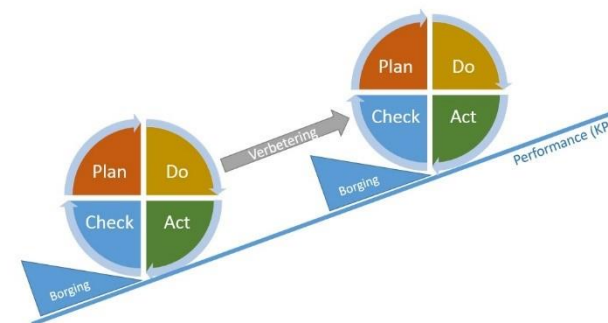 Plan
Do
Check
Act
Borging
Verbetering
Plan
Do
Check
Act
Borging
Performance (KP